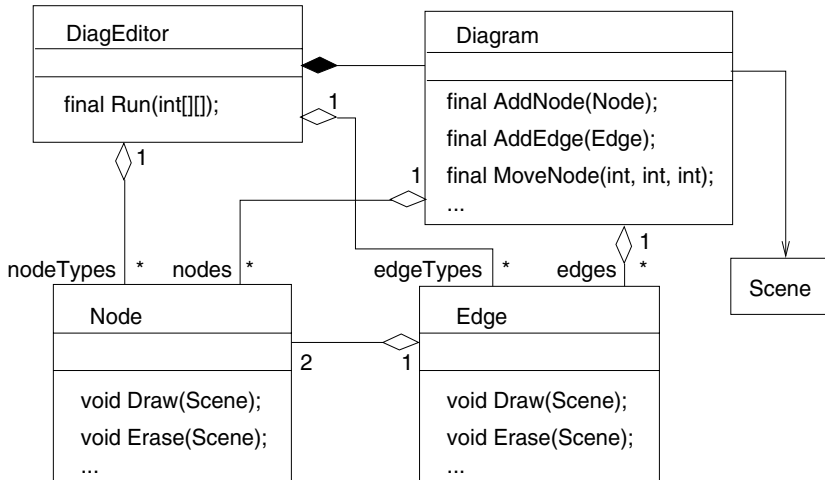 DiagEditor
final Run(int[][]);
Diagram
final AddNode(Node);
final AddEdge(Edge);
final MoveNode(int, int, int);
...
1
1
1
1
nodeTypes * nodes *
edgeTypes * edges *
Scene
Node
void Draw(Scene);
void Erase(Scene);
...
2
1
Edge
void Draw(Scene);
void Erase(Scene);
...